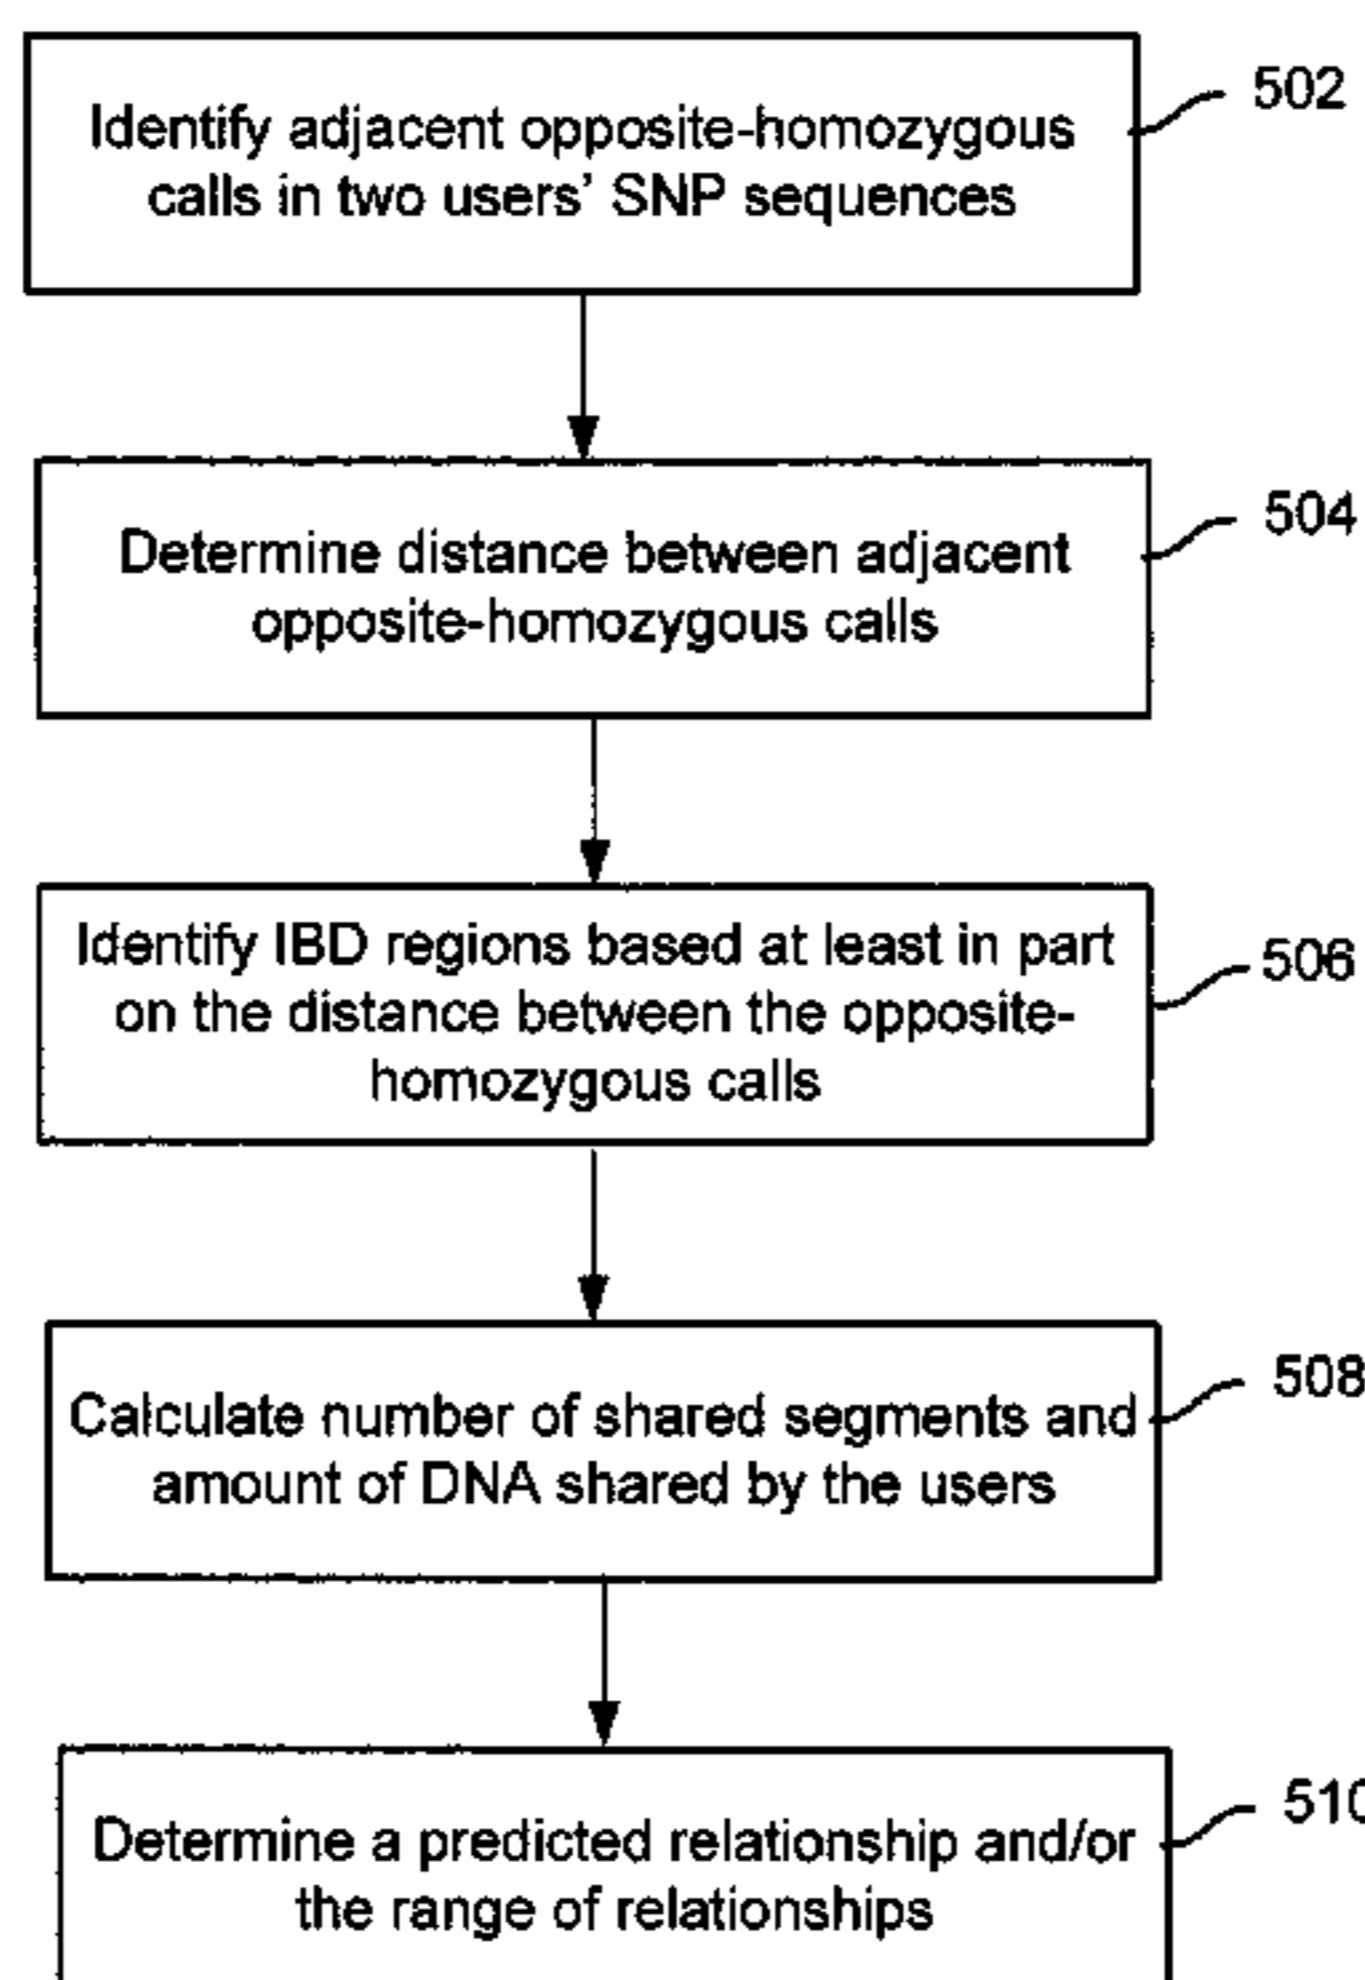 Identify adjacent opposite-homozygous
calls in two users' SNP sequences
502
Determine distance between adjacent
opposite-homozygous calls
504
Identify IBD regions based at least in part
on the distance between the opposite-
homozygous calls
506
Calculate number of shared segments and
amount of DNA shared by the users
508
Determine a predicted relationship and/or
the range of relationships
510